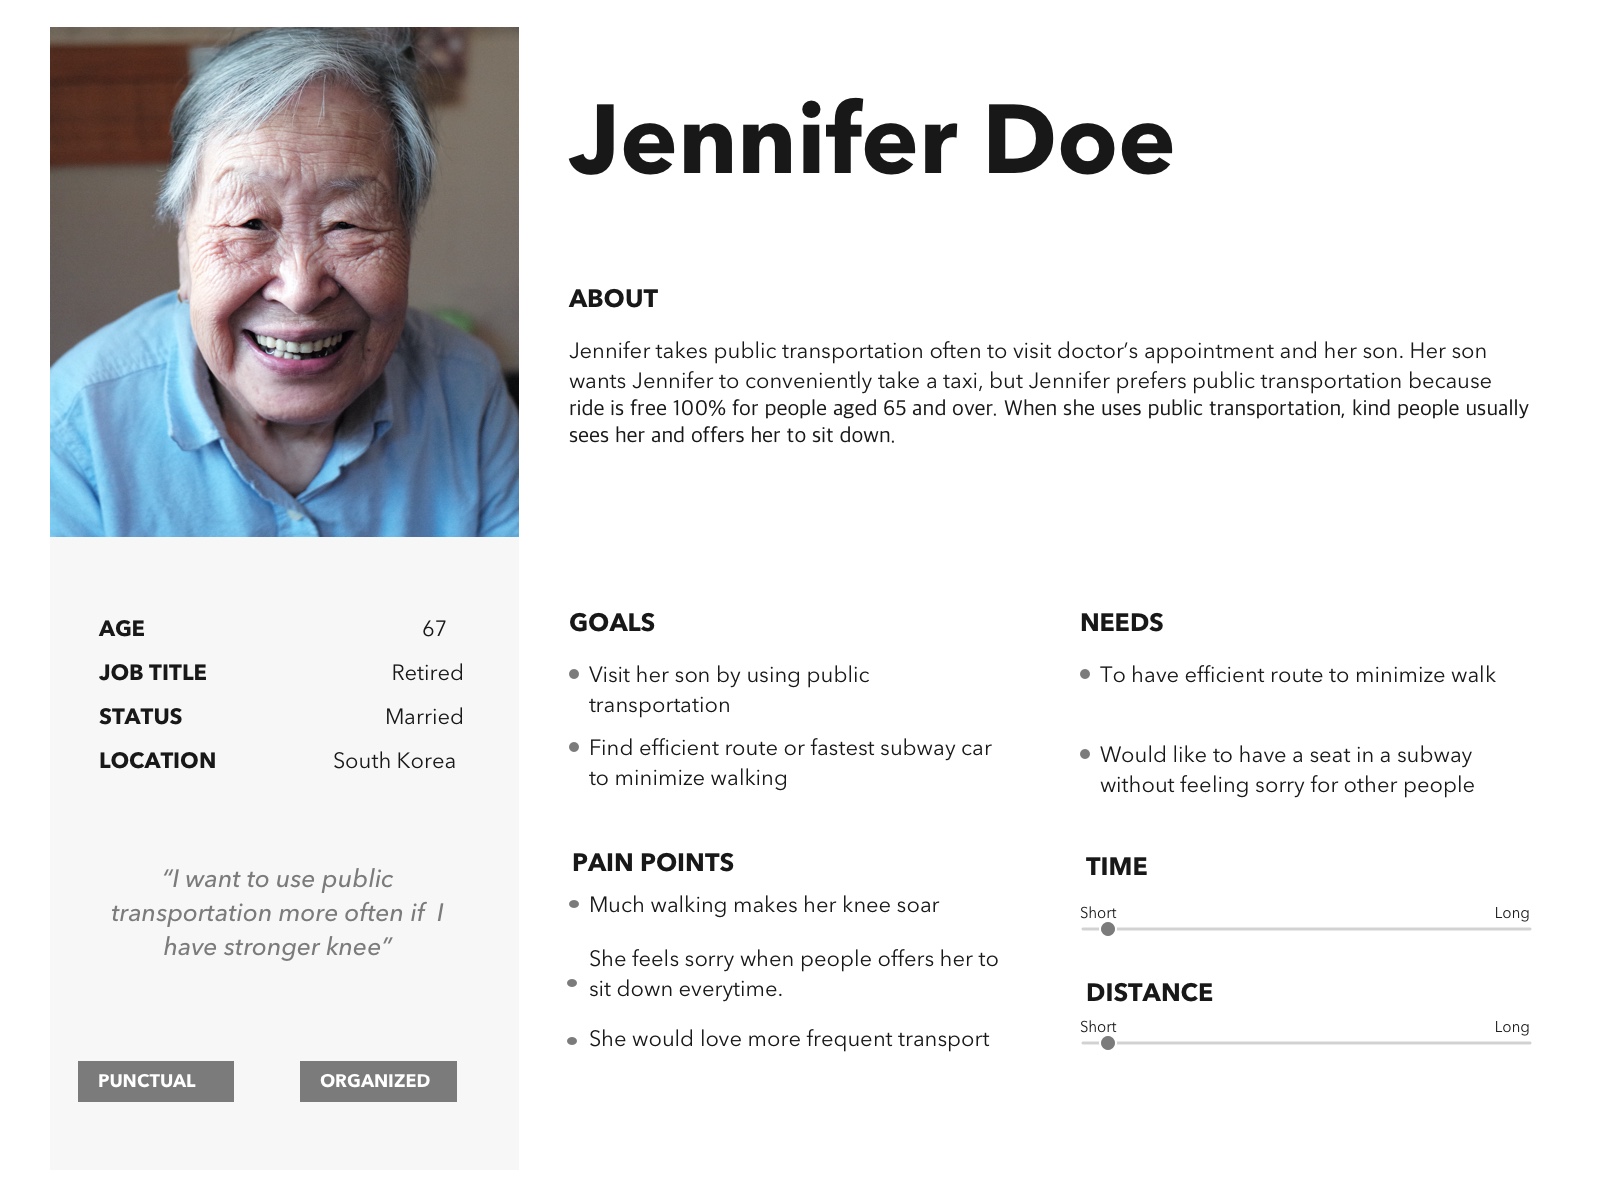 Jennifer Doe
ABOUT
Jennifer takes public transportation often to visit doctor’s appointment and her son. Her son
wants Jennifer to conveniently take a taxi, but Jennifer prefers public transportation because
ride is free 100% for people aged 65 and over. When she uses public transportation, kind people usually
sees her and offers her to sit down.
AGE 67
JOB TITLE Retired
STATUS Married
LOCATION South Korea
“I want to use public
transportation more often if  I
have stronger knee”
PUNCTUAL
ORGANIZED
GOALS
Visit her son by using public
transportation
Find efficient route or fastest subway car
to minimize walking
NEEDS
To have efficient route to minimize walk
Would like to have a seat in a subway
without feeling sorry for other people
PAIN POINTS
Much walking makes her knee soar
She feels sorry when people offers her to
sit down everytime.
She would love more frequent transport
TIME
Short Long
DISTANCE
Short Long